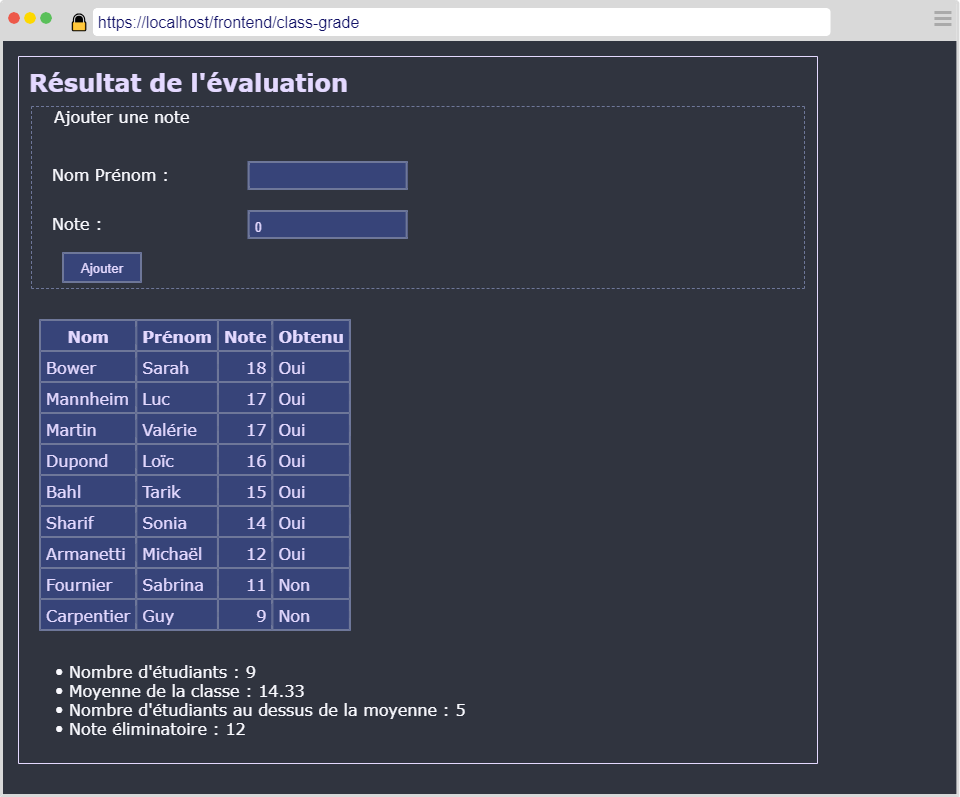 https://localhost/frontend/class-grade
Résultat de l'évaluation
Ajouter une note
Nom Prénom :
Note :
0
Ajouter
Nom Prénom Note Obtenu
Bower Sarah 18 Oui
Mannheim Luc 17 Oui
Martin Valérie 17 Oui
Dupond Loïc 16 Oui
Bahl Tarik 15 Oui
Sharif Sonia 14 Oui
Armanetti Michaël 12 Oui
Fournier Sabrina 11 Non
Carpentier Guy 9 Non
• Nombre d'étudiants : 9
• Moyenne de la classe : 14.33
• Nombre d'étudiants au dessus de la moyenne : 5
• Note éliminatoire : 12